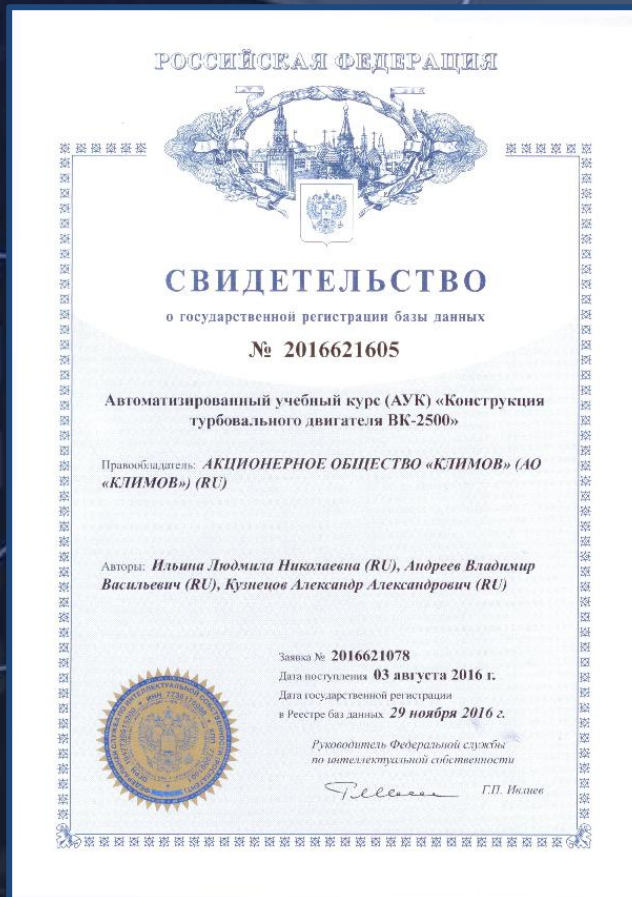 РОССИЙСКАЯ ФЕДЕРАЦИЯ
СВИДЕТЕЛЬСТВО
о государственной регистрации базы данных
№ 2016621605
Автоматизированный учебный курс (АУК) «Конструкция
турбовального двигателя ВК-2500»
Правообладатель: АКЦИОНЕРНОЕ ОБЩЕСТВО «КЛИМОВ» (АО
«КЛИМОВ») (RU)
Авторы: Ильина Людмила Николаевна (RU), Андреев Владимир
Васильевич (RU), Кузнецов Александр Александрович (RU)
Заявка № 2016621078
Дата поступления 03 августа 2016 г.
Дата государственной регистрации
в Реестре баз данных 29 ноября 2016 г.
Руководитель Федеральной службы
по интеллектуальной собственности
Г.П. Ивлиев